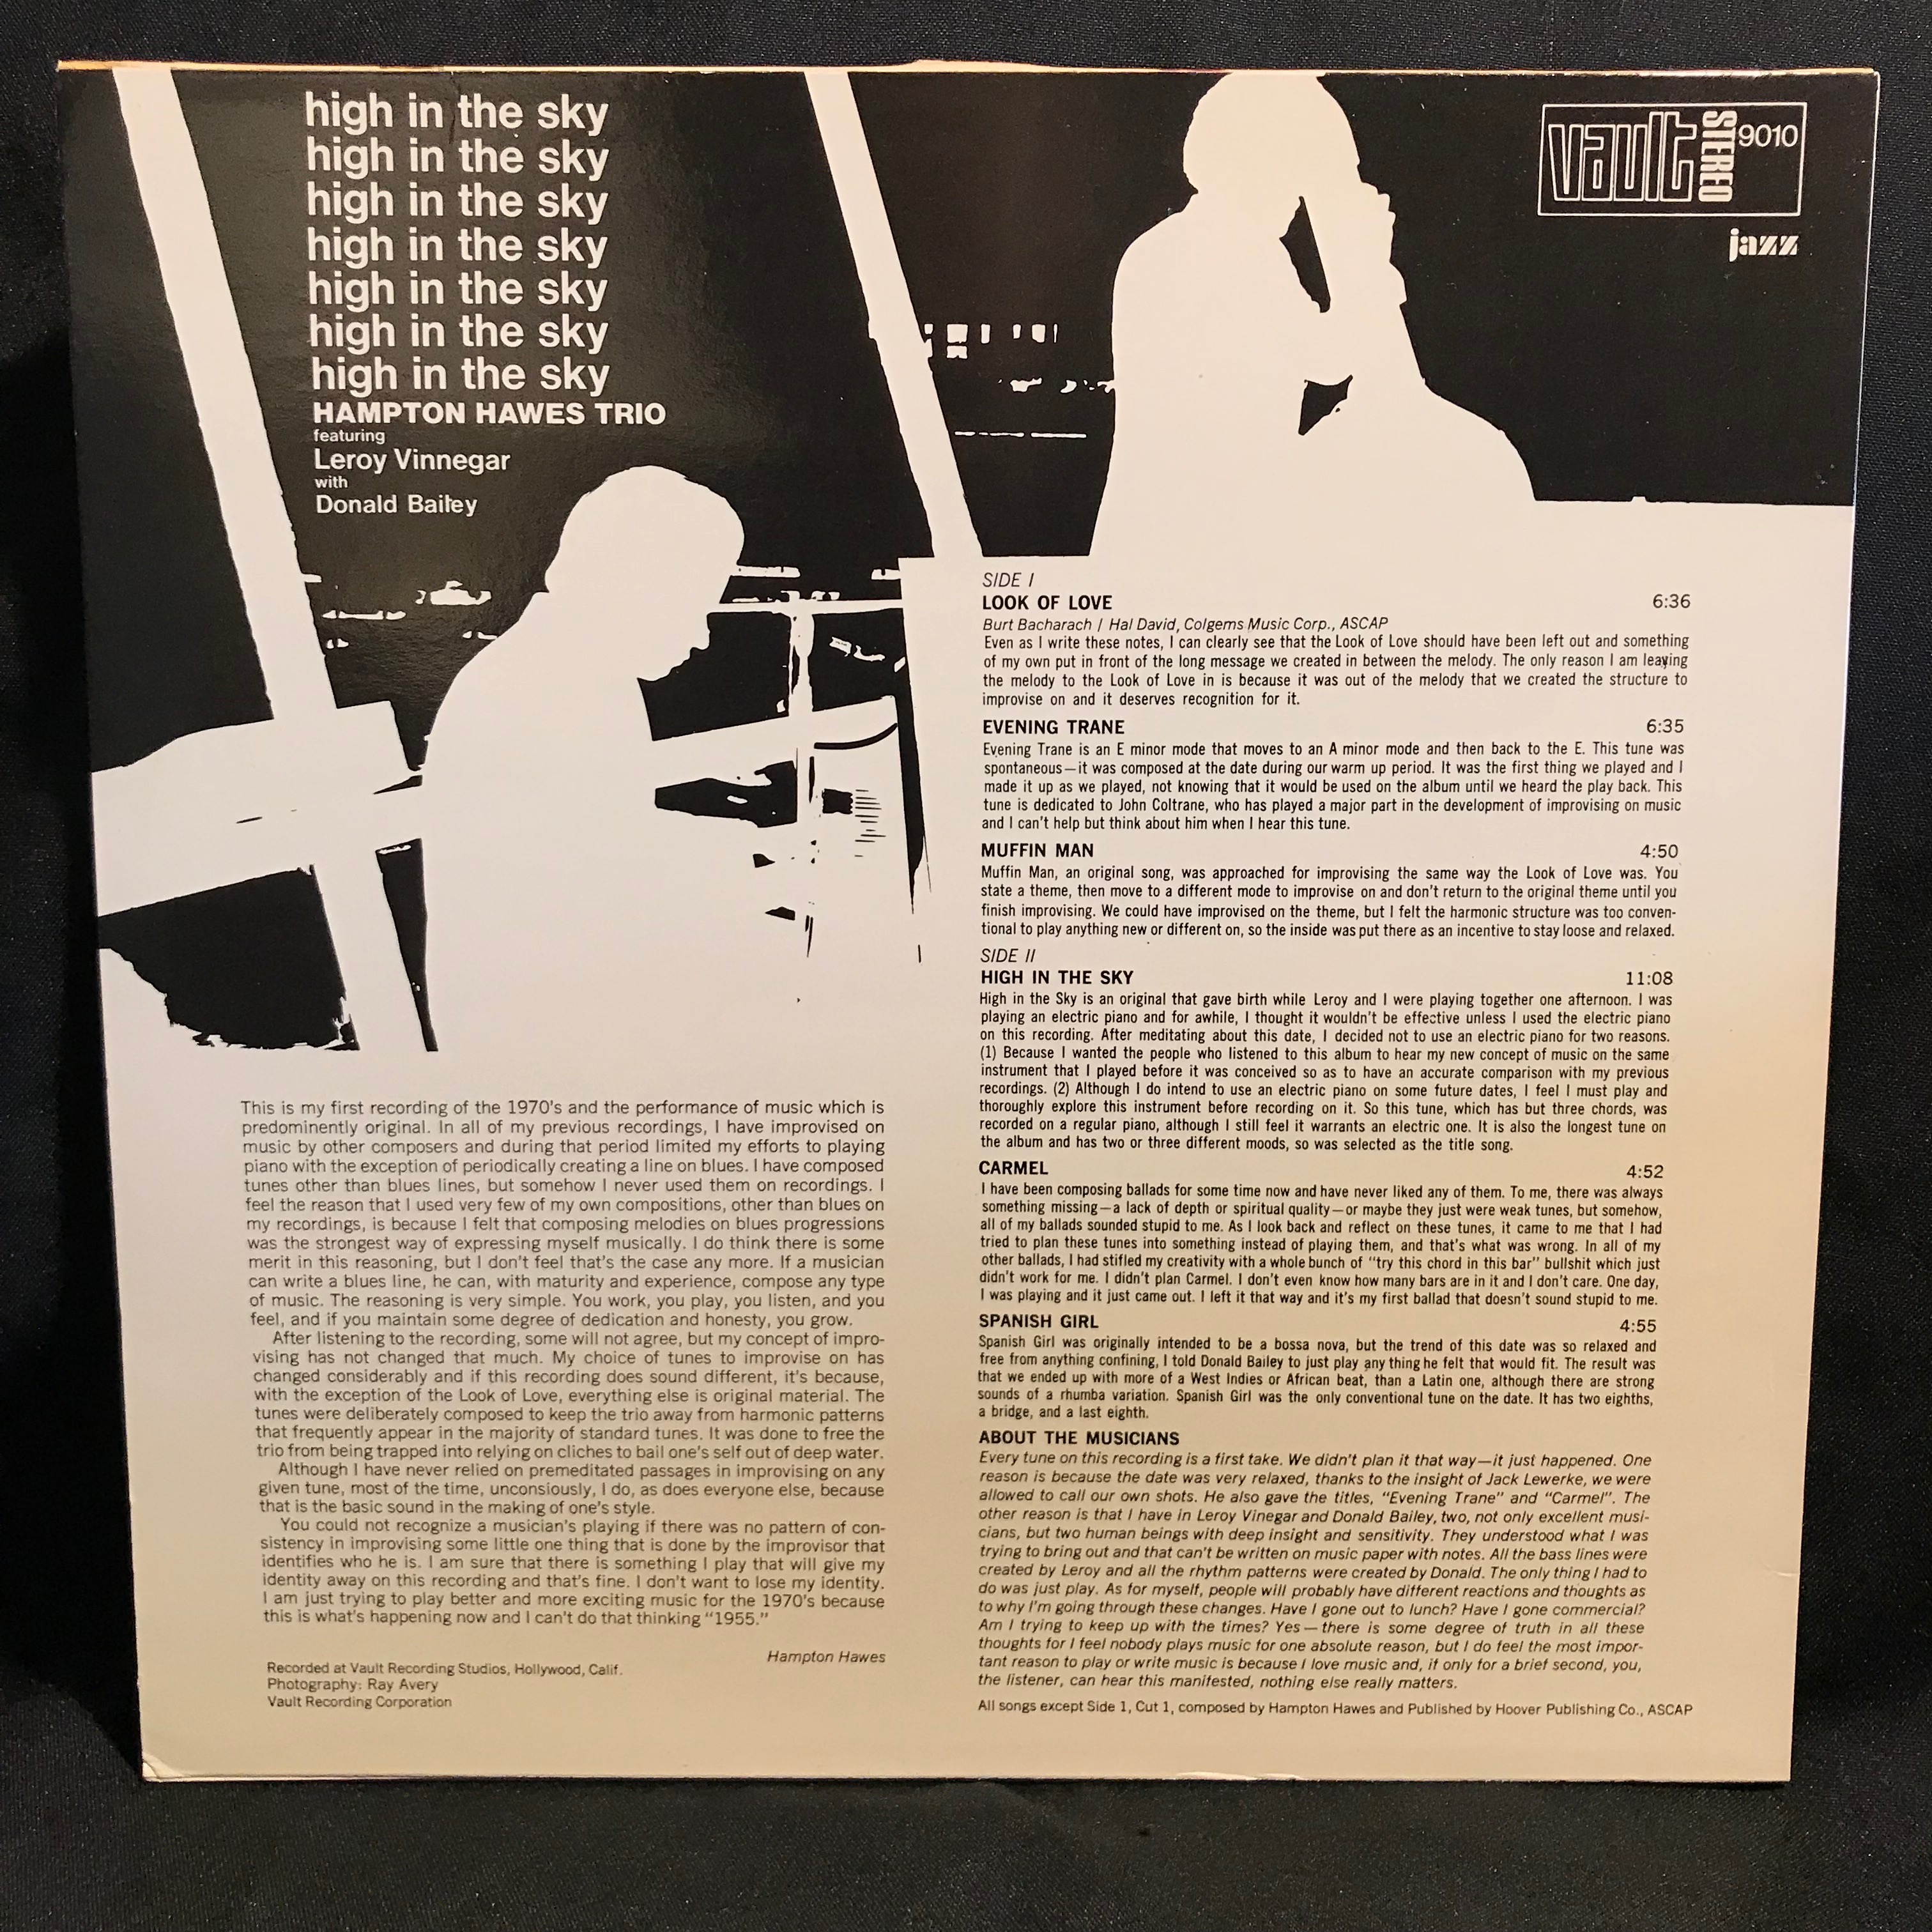 high in the sky
high in the sky
high in the sky
high in the sky
high in the sky
high in the sky
high in the sky
HAMPTON HAWES TRIO
featuring
Leroy Vinnegar
with
Donald Bailey
vault STEREO 9010
jazz
This is my first recording of the 1970's and the performance of music which is
predominently original. In all of my previous recordings, I have improvised on
music by other composers and during that period limited my efforts to playing
piano with the exception of periodically creating a line on blues. I have composed
tunes other than blues lines, but somehow I never used them on recordings. I
feel the reason that I used very few of my own compositions, other than blues on
my recordings, is because I felt that composing melodies on blues progressions
was the strongest way of expressing myself musically. I do think there is some
merit in this reasoning, but I don't feel that's the case any more. If a musician
can write a blues line, he can, with maturity and experience, compose any type
of music. The reasoning is very simple. You work, you play, you listen, and you
feel, and if you maintain some degree of dedication and honesty, you grow.
After listening to the recording, some will not agree, but my concept of impro-
vising has not changed that much. My choice of tunes to improvise on has
changed considerably and if this recording does sound different, it's because,
with the exception of the Look of Love, everything else is original material. The
tunes were deliberately composed to keep the trio away from harmonic patterns
that frequently appear in the majority of standard tunes. It was done to free the
trio from being trapped into relying on cliches to bail one's self out of deep water.
Although I have never relied on premeditated passages in improvising on any
given tune, most of the time, unconsiously, I do, as does everyone else, because
that is the basic sound in the making of one's style.
You could not recognize a musician's playing if there was no pattern of con-
sistency in improvising some little one thing that is done by the improvisor that
identifies who he is. I am sure that there is something I play that will give my
identity away on this recording and that's fine. I don't want to lose my identity.
I am just trying to play better and more exciting music for the 1970's because
this is what's happening now and I can't do that thinking "1955."
Hampton Hawes
Recorded at Vault Recording Studios, Hollywood, Calif.
Photography: Ray Avery
Vault Recording Corporation
SIDE I
LOOK OF LOVE 6:36
Burt Bacharach / Hal David, Colgems Music Corp., ASCAP
Even as I write these notes, I can clearly see that the Look of Love should have been left out and something
of my own put in front of the long message we created in between the melody. The only reason I am leaving
the melody to the Look of Love in is because it was out of the melody that we created the structure to
improvise on and it deserves recognition for it.
EVENING TRANE 6:35
Evening Trane is an E minor mode that moves to an A minor mode and then back to the E. This tune was
spontaneous—it was composed at the date during our warm up period. It was the first thing we played and I
made it up as we played, not knowing that it would be used on the album until we heard the play back. This
tune is dedicated to John Coltrane, who has played a major part in the development of improvising on music
and I can't help but think about him when I hear this tune.
MUFFIN MAN 4:50
Muffin Man, an original song, was approached for improvising the same way the Look of Love was. You
state a theme, then move to a different mode to improvise on and don't return to the original theme until you
finish improvising. We could have improvised on the theme, but I felt the harmonic structure was too conven-
tional to play anything new or different on, so the inside was put there as an incentive to stay loose and relaxed.
SIDE II
HIGH IN THE SKY 11:08
High in the Sky is an original that gave birth while Leroy and I were playing together one afternoon. I was
playing an electric piano and for awhile, I thought it wouldn't be effective unless I used the electric piano
on this recording. After meditating about this date, I decided not to use an electric piano for two reasons.
(1) Because I wanted the people who listened to this album to hear my new concept of music on the same
instrument that I played before it was conceived so as to have an accurate comparison with my previous
recordings. (2) Although I do intend to use an electric piano on some future dates, I feel I must play and
thoroughly explore this instrument before recording on it. So this tune, which has but three chords, was
recorded on a regular piano, although I still feel it warrants an electric one. It is also the longest tune on
the album and has two or three different moods, so was selected as the title song.
CARMEL 4:52
I have been composing ballads for some time now and have never liked any of them. To me, there was always
something missing—a lack of depth or spiritual quality—or maybe they just were weak tunes, but somehow,
all of my ballads sounded stupid to me. As I look back and reflect on these tunes, it came to me that I had
tried to plan these tunes into something instead of playing them, and that's what was wrong. In all of my
other ballads, I had stifled my creativity with a whole bunch of "try this chord in this bar" bullshit which just
didn't work for me. I didn't plan Carmel. I don't even know how many bars are in it and I don't care. One day,
I was playing and it just came out. I left it that way and it's my first ballad that doesn't sound stupid to me.
SPANISH GIRL 4:55
Spanish Girl was originally intended to be a bossa nova, but the trend of this date was so relaxed and
free from anything confining, I told Donald Bailey to just play any thing he felt that would fit. The result was
that we ended up with more of a West Indies or African beat, than a Latin one, although there are strong
sounds of a rhumba variation. Spanish Girl was the only conventional tune on the date. It has two eighths,
a bridge, and a last eighth.
ABOUT THE MUSICIANS
Every tune on this recording is a first take. We didn't plan it that way—it just happened. One
reason is because the date was very relaxed, thanks to the insight of Jack Lewerke, we were
allowed to call our own shots. He also gave the titles, "Evening Trane" and "Carmel". The
other reason is that I have in Leroy Vinegar and Donald Bailey, two, not only excellent musi-
cians, but two human beings with deep insight and sensitivity. They understood what I was
trying to bring out and that can't be written on music paper with notes. All the bass lines were
created by Leroy and all the rhythm patterns were created by Donald. The only thing I had to
do was just play. As for myself, people will probably have different reactions and thoughts as
to why I'm going through these changes. Have I gone out to lunch? Have I gone commercial?
Am I trying to keep up with the times? Yes—there is some degree of truth in all these
thoughts for I feel nobody plays music for one absolute reason, but I do feel the most impor-
tant reason to play or write music is because I love music and, if only for a brief second, you,
the listener, can hear this manifested, nothing else really matters.
All songs except Side 1, Cut 1, composed by Hampton Hawes and Published by Hoover Publishing Co., ASCAP